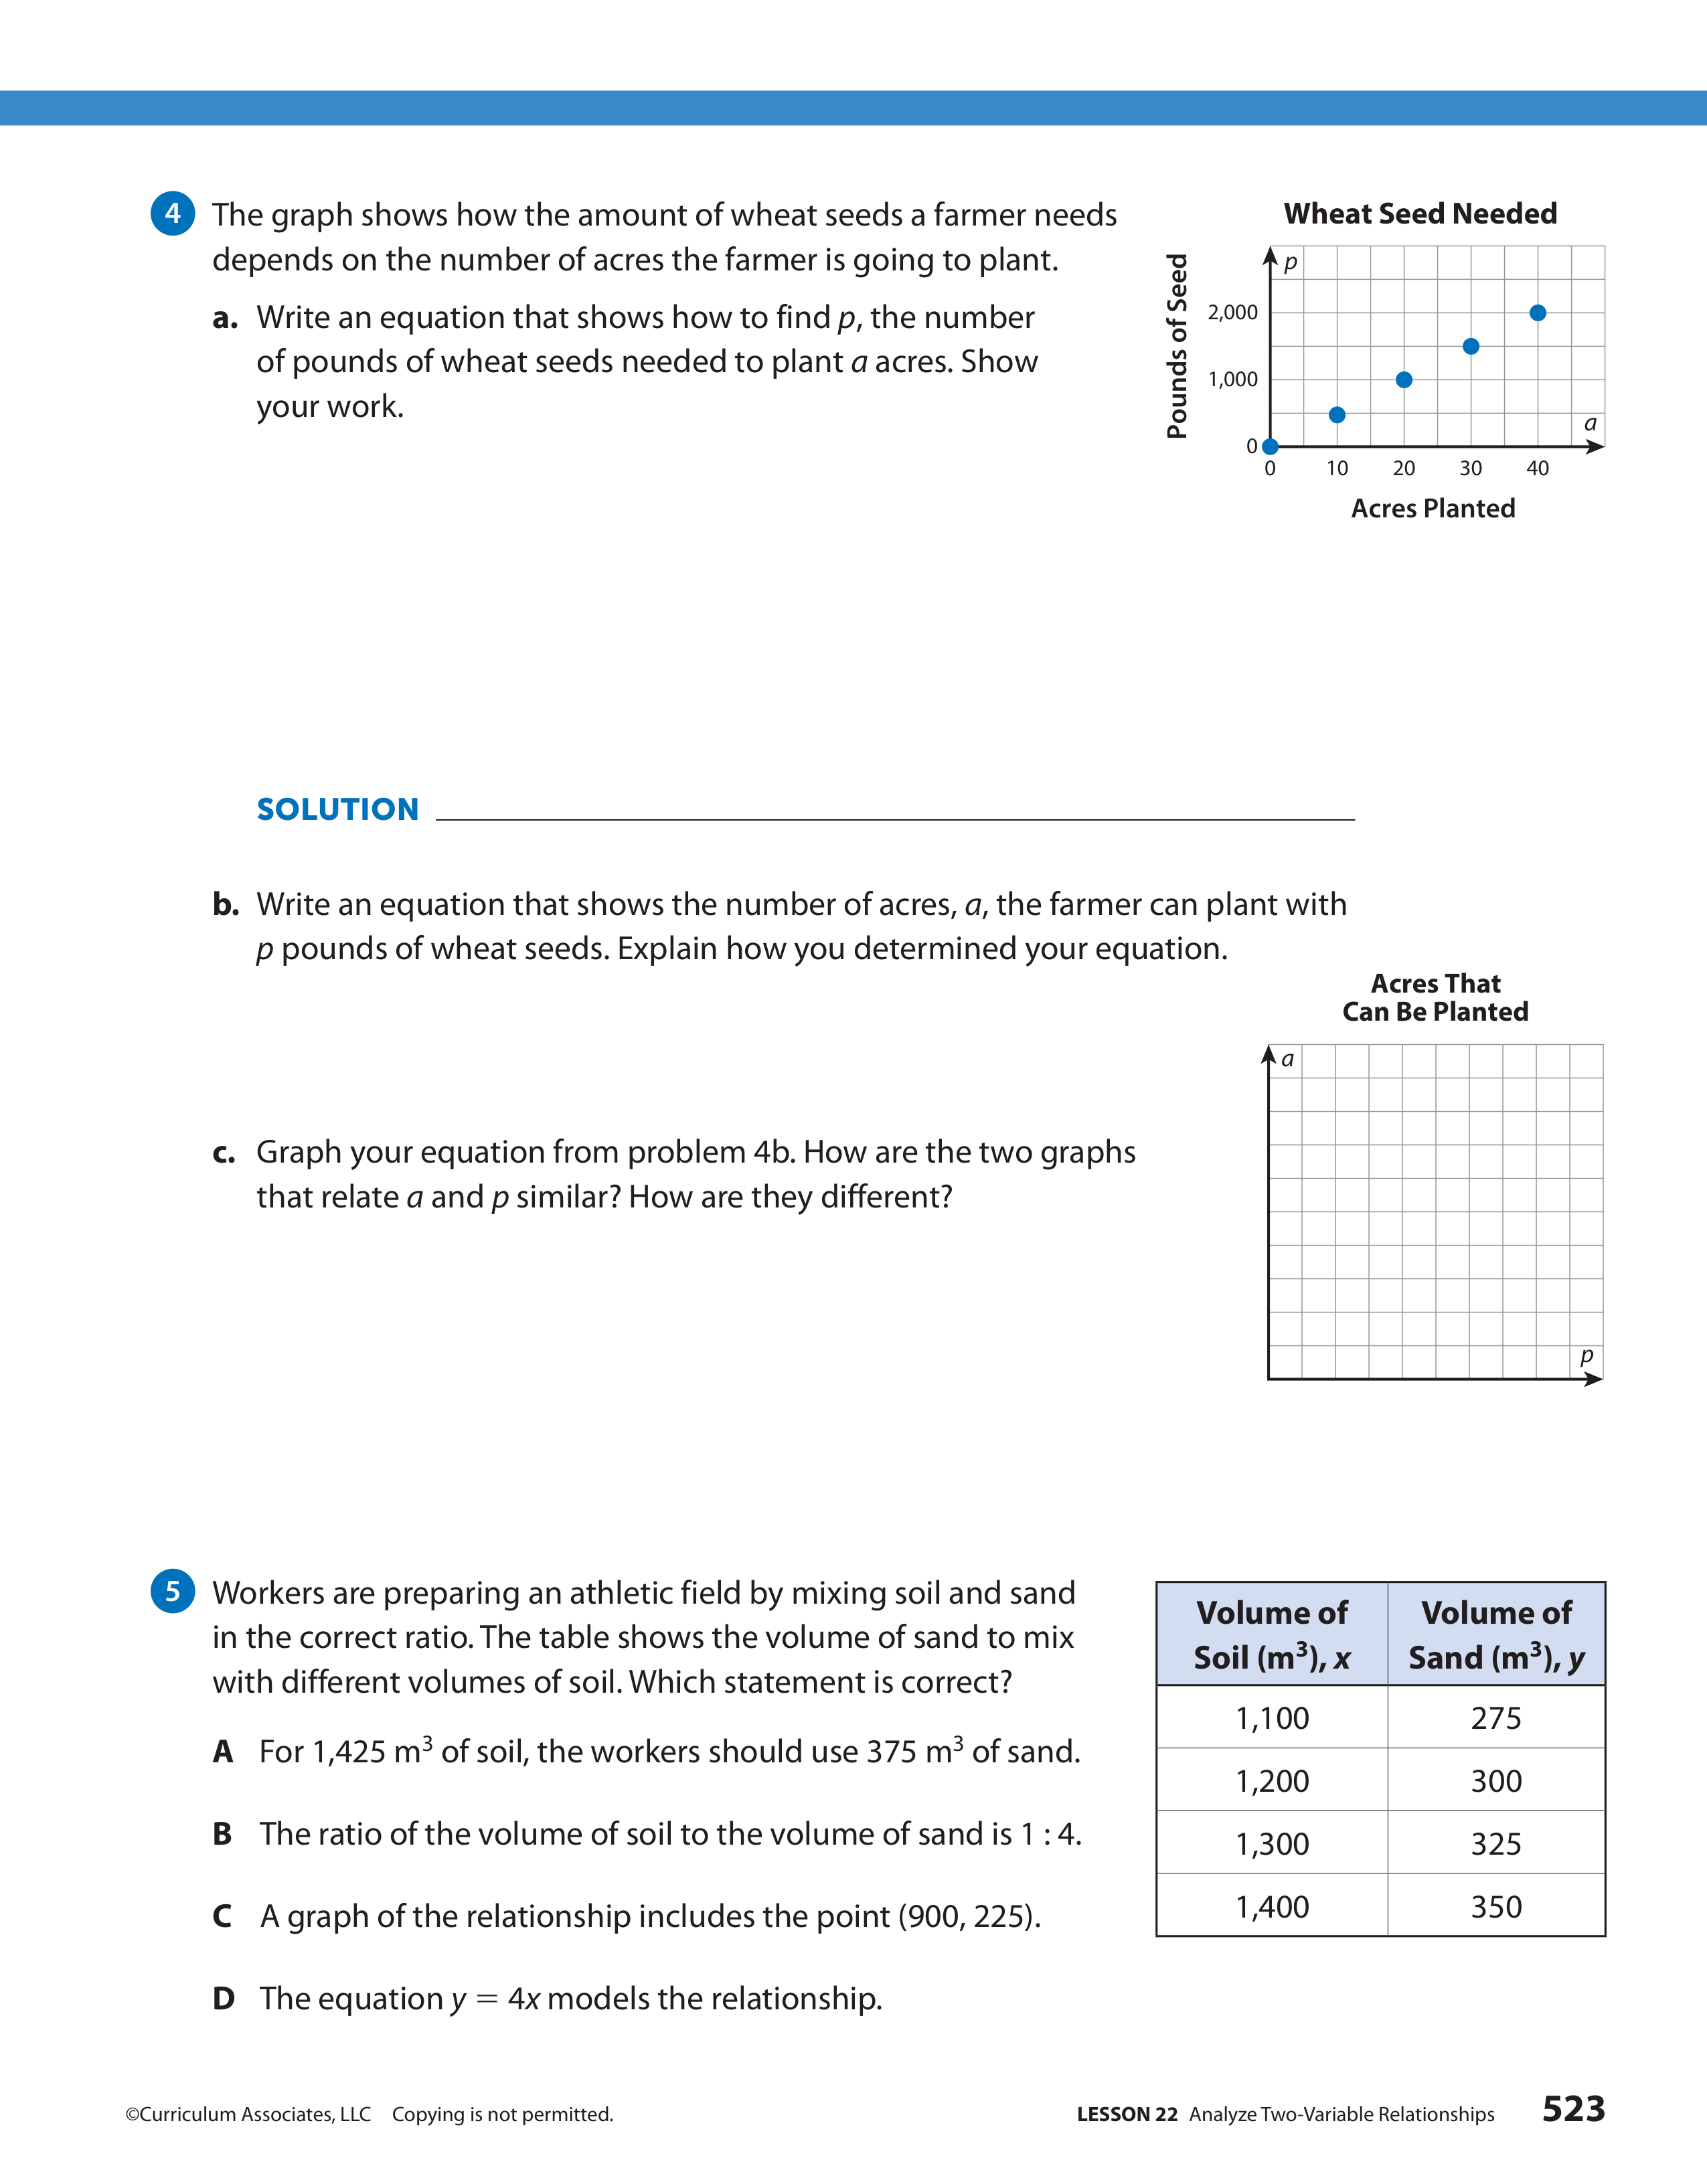 4 The graph shows how the amount of wheat seeds a farmer needs
depends on the number of acres the farmer is going to plant.
a. Write an equation that shows how to find p, the number
of pounds of wheat seeds needed to plant a acres. Show
your work.
Wheat Seed Needed
Pounds of Seed
p
2,000
1,000
0
a
0 10 20 30 40
Acres Planted
SOLUTION
b. Write an equation that shows the number of acres, a, the farmer can plant with
p pounds of wheat seeds. Explain how you determined your equation.
Acres That
Can Be Planted
a
p
c. Graph your equation from problem 4b. How are the two graphs
that relate a and p similar? How are they different?
5 Workers are preparing an athletic field by mixing soil and sand
in the correct ratio. The table shows the volume of sand to mix
with different volumes of soil. Which statement is correct?
A For 1,425 m³ of soil, the workers should use 375 m³ of sand.
B The ratio of the volume of soil to the volume of sand is 1 : 4.
C A graph of the relationship includes the point (900, 225).
D The equation y = 4x models the relationship.
Volume of Volume of
Soil (m³), x Sand (m³), y
1,100 275
1,200 300
1,300 325
1,400 350
©Curriculum Associates, LLC Copying is not permitted.
LESSON 22 Analyze Two-Variable Relationships 523